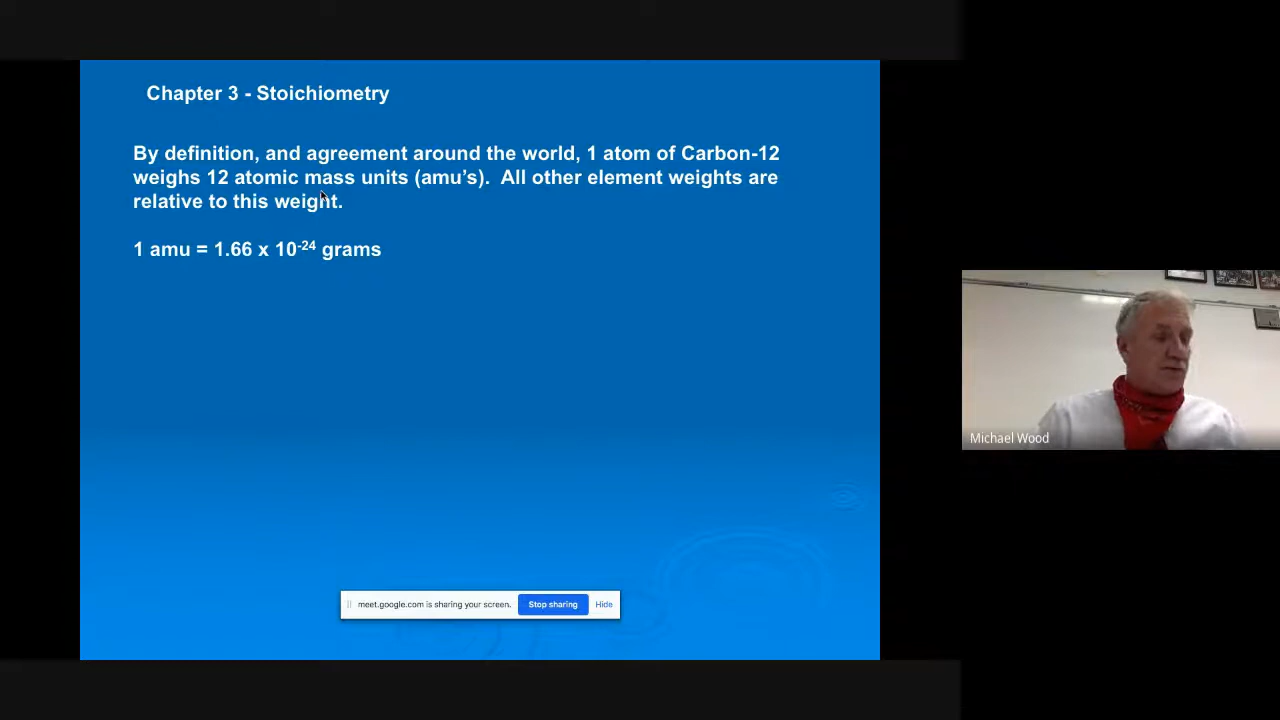 Chapter 3 - Stoichiometry
By definition, and agreement around the world, 1 atom of Carbon-12
weighs 12 atomic mass units (amu’s).  All other element weights are
relative to this weight.
1 amu = 1.66 x 10⁻²⁴ grams
Michael Wood
meet.google.com is sharing your screen. Stop sharing Hide